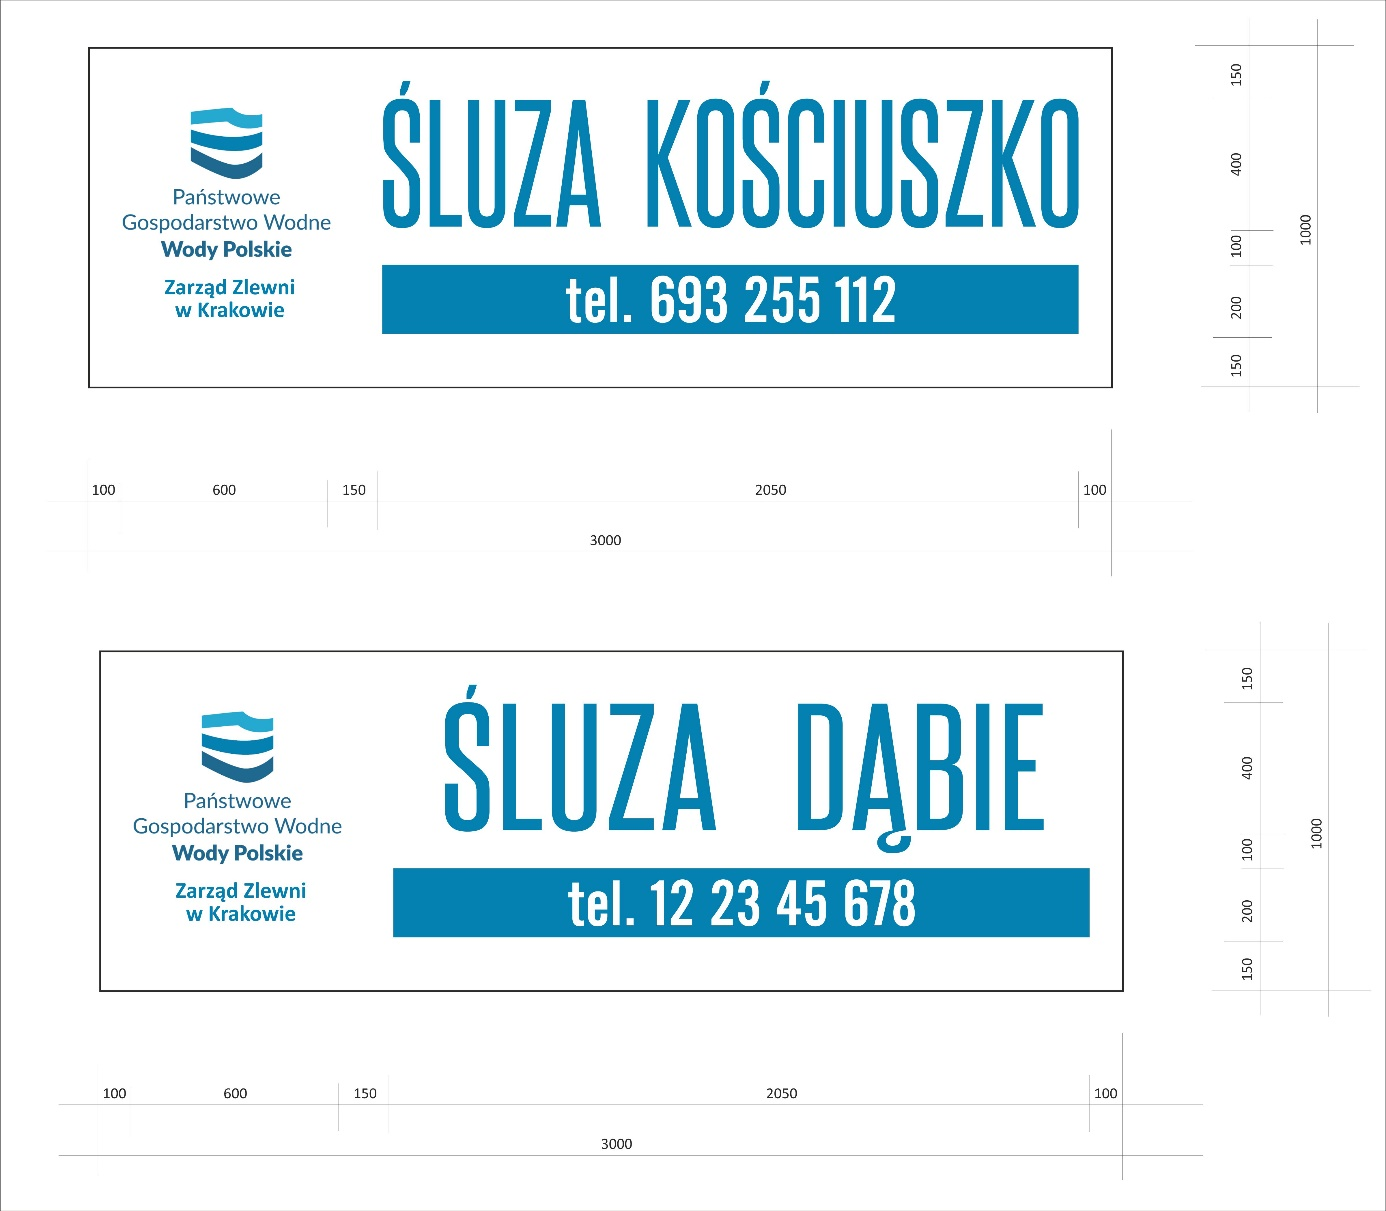 ŚLUZA KOŚCIUSZKO
Państwowe
Gospodarstwo Wodne
Wody Polskie
Zarząd Zlewni
w Krakowie
tel. 693 255 112
150
400
100
200
150
1000
100 600 150 2050 100
3000
ŚLUZA DĄBIE
Państwowe
Gospodarstwo Wodne
Wody Polskie
Zarząd Zlewni
w Krakowie
tel. 12 23 45 678
150
400
100
200
150
1000
100 600 150 2050 100
3000